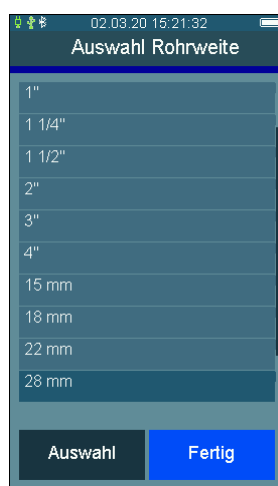 02.03.20 15:21:32
Auswahl Rohrweite
1"
1 1/4"
1 1/2"
2"
3"
4"
15 mm
18 mm
22 mm
28 mm
Auswahl Fertig